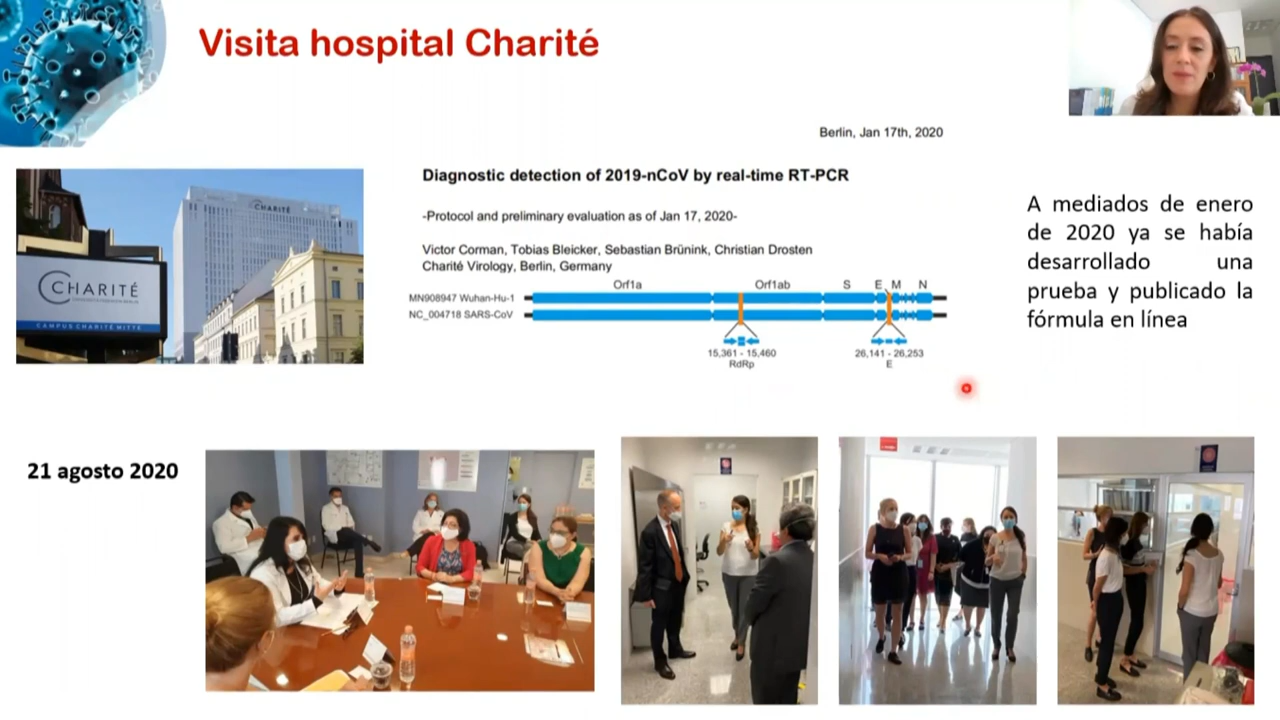 Visita hospital Charité
Berlin, Jan 17th, 2020
Diagnostic detection of 2019-nCoV by real-time RT-PCR
-Protocol and preliminary evaluation as of Jan 17, 2020-
Victor Corman, Tobias Bleicker, Sebastian Brünink, Christian Drosten
Charité Virology, Berlin, Germany
Orf1a Orf1ab S E M N
MN908947 Wuhan-Hu-1
NC_004718 SARS-CoV
15,361 - 15,460 26,141 - 26,253
RdRp E
CHARITÉ
CHARITÉ
CAMPUS CHARITÉ MITTE
A mediados de enero
de 2020 ya se había
desarrollado una
prueba y publicado la
fórmula en línea
21 agosto 2020